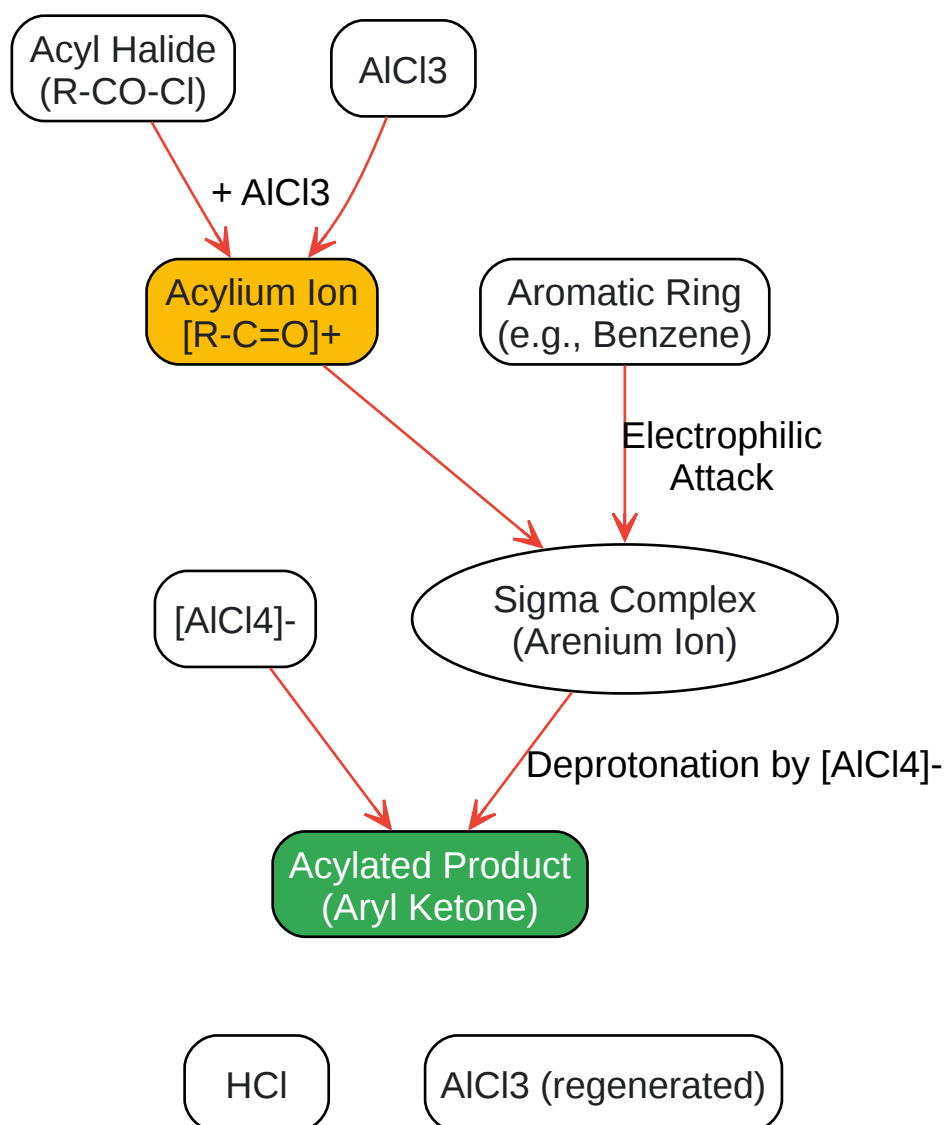 Acyl Halide
(R-CO-Cl)
AlCl3
+ AlCl3
Acylium Ion
[R-C=O]+
Aromatic Ring
(e.g., Benzene)
Electrophilic
Attack
[AlCl4]-
Sigma Complex
(Arenium Ion)
Deprotonation by [AlCl4]-
Acylated Product
(Aryl Ketone)
HCl
AlCl3 (regenerated)